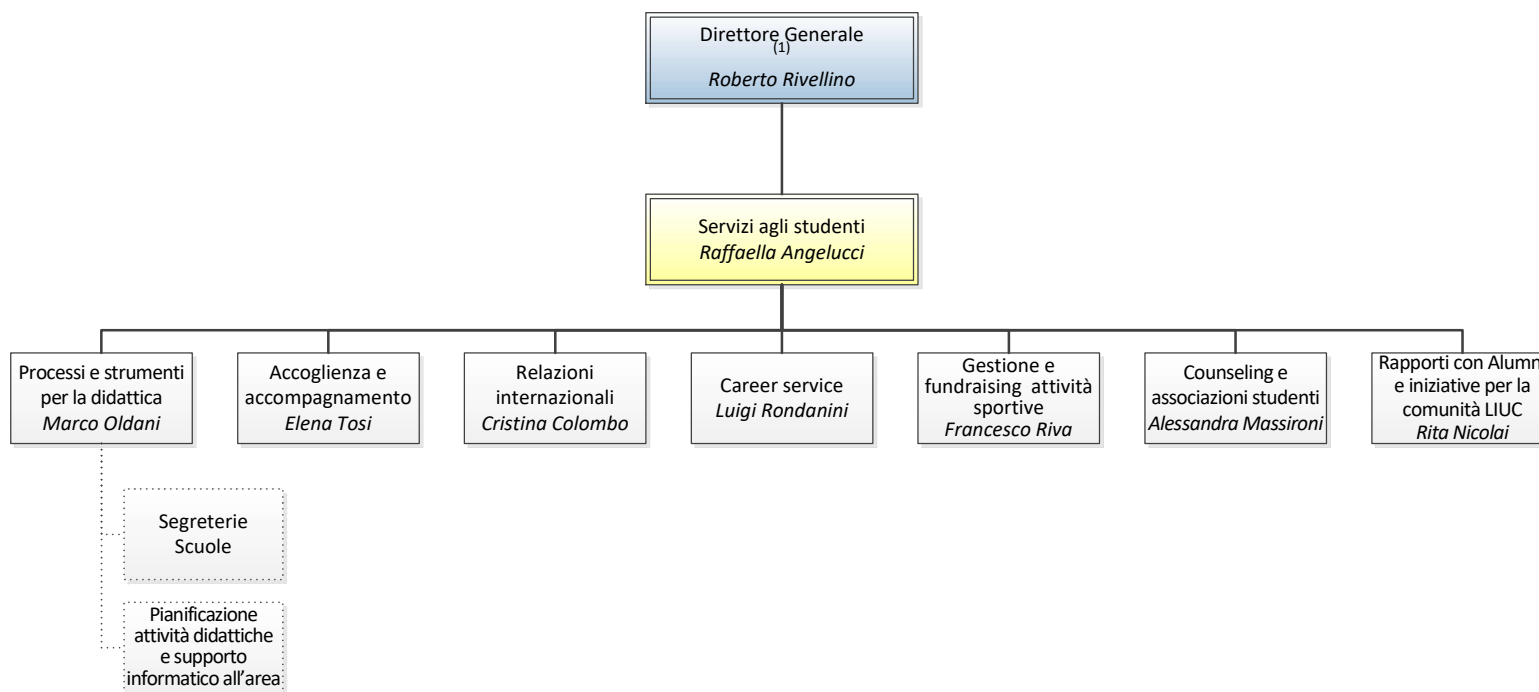 Direttore Generale
(1)
Roberto Rivellino
Servizi agli studenti
Raffaella Angelucci
Processi e strumenti
per la didattica
Marco Oldani
Accoglienza e
accompagnamento
Elena Tosi
Relazioni
internazionali
Cristina Colombo
Career service
Luigi Rondanini
Gestione e
fundraising attività
sportive
Francesco Riva
Counseling e
associazioni studenti
Alessandra Massironi
Rapporti con Alumn
e iniziative per la
comunità LIUC
Rita Nicolai
Segreterie
Scuole
Pianificazione
attività didattiche
e supporto
informatico all'area